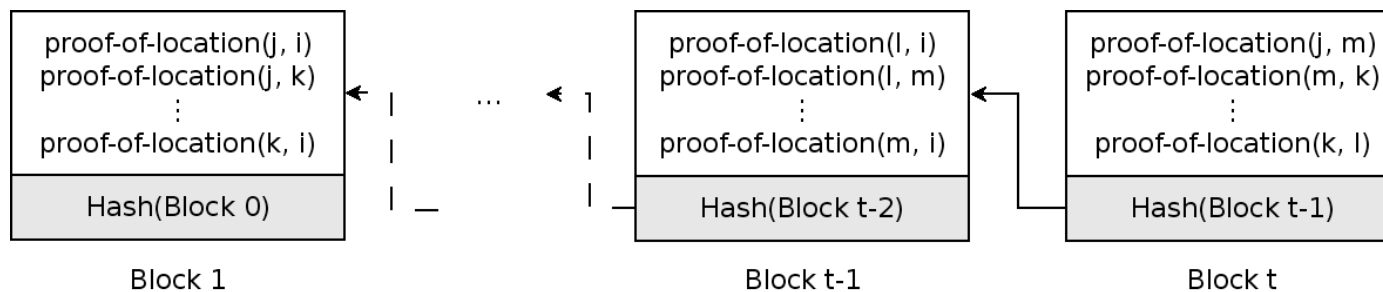 proof-of-location(j, i)
proof-of-location(j, k)
⋮
proof-of-location(k, i)
Hash(Block 0)
Block 1
...
proof-of-location(l, i)
proof-of-location(l, m)
⋮
proof-of-location(m, i)
Hash(Block t-2)
Block t-1
proof-of-location(j, m)
proof-of-location(m, k)
⋮
proof-of-location(k, l)
Hash(Block t-1)
Block t